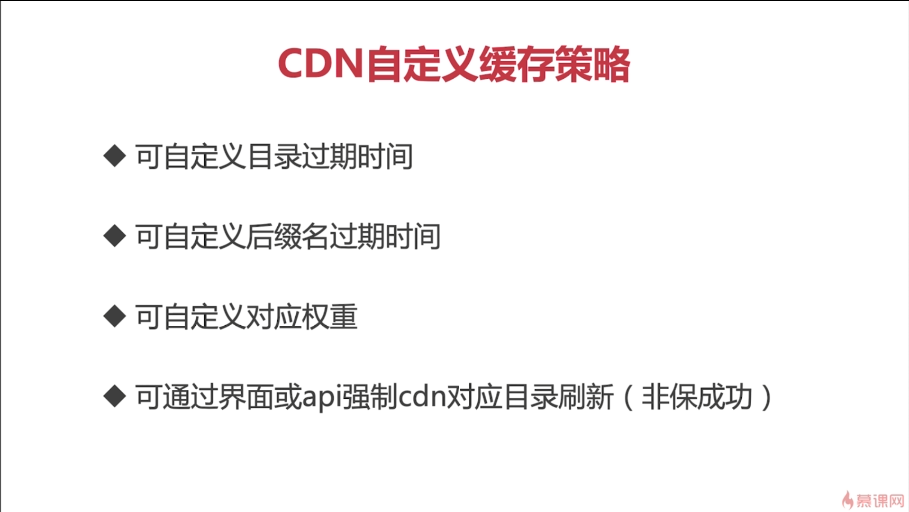 CDN自定义缓存策略
◆ 可自定义目录过期时间
◆ 可自定义后缀名过期时间
◆ 可自定义对应权重
◆ 可通过界面或api强制cdn对应目录刷新（非保成功）
慕课网